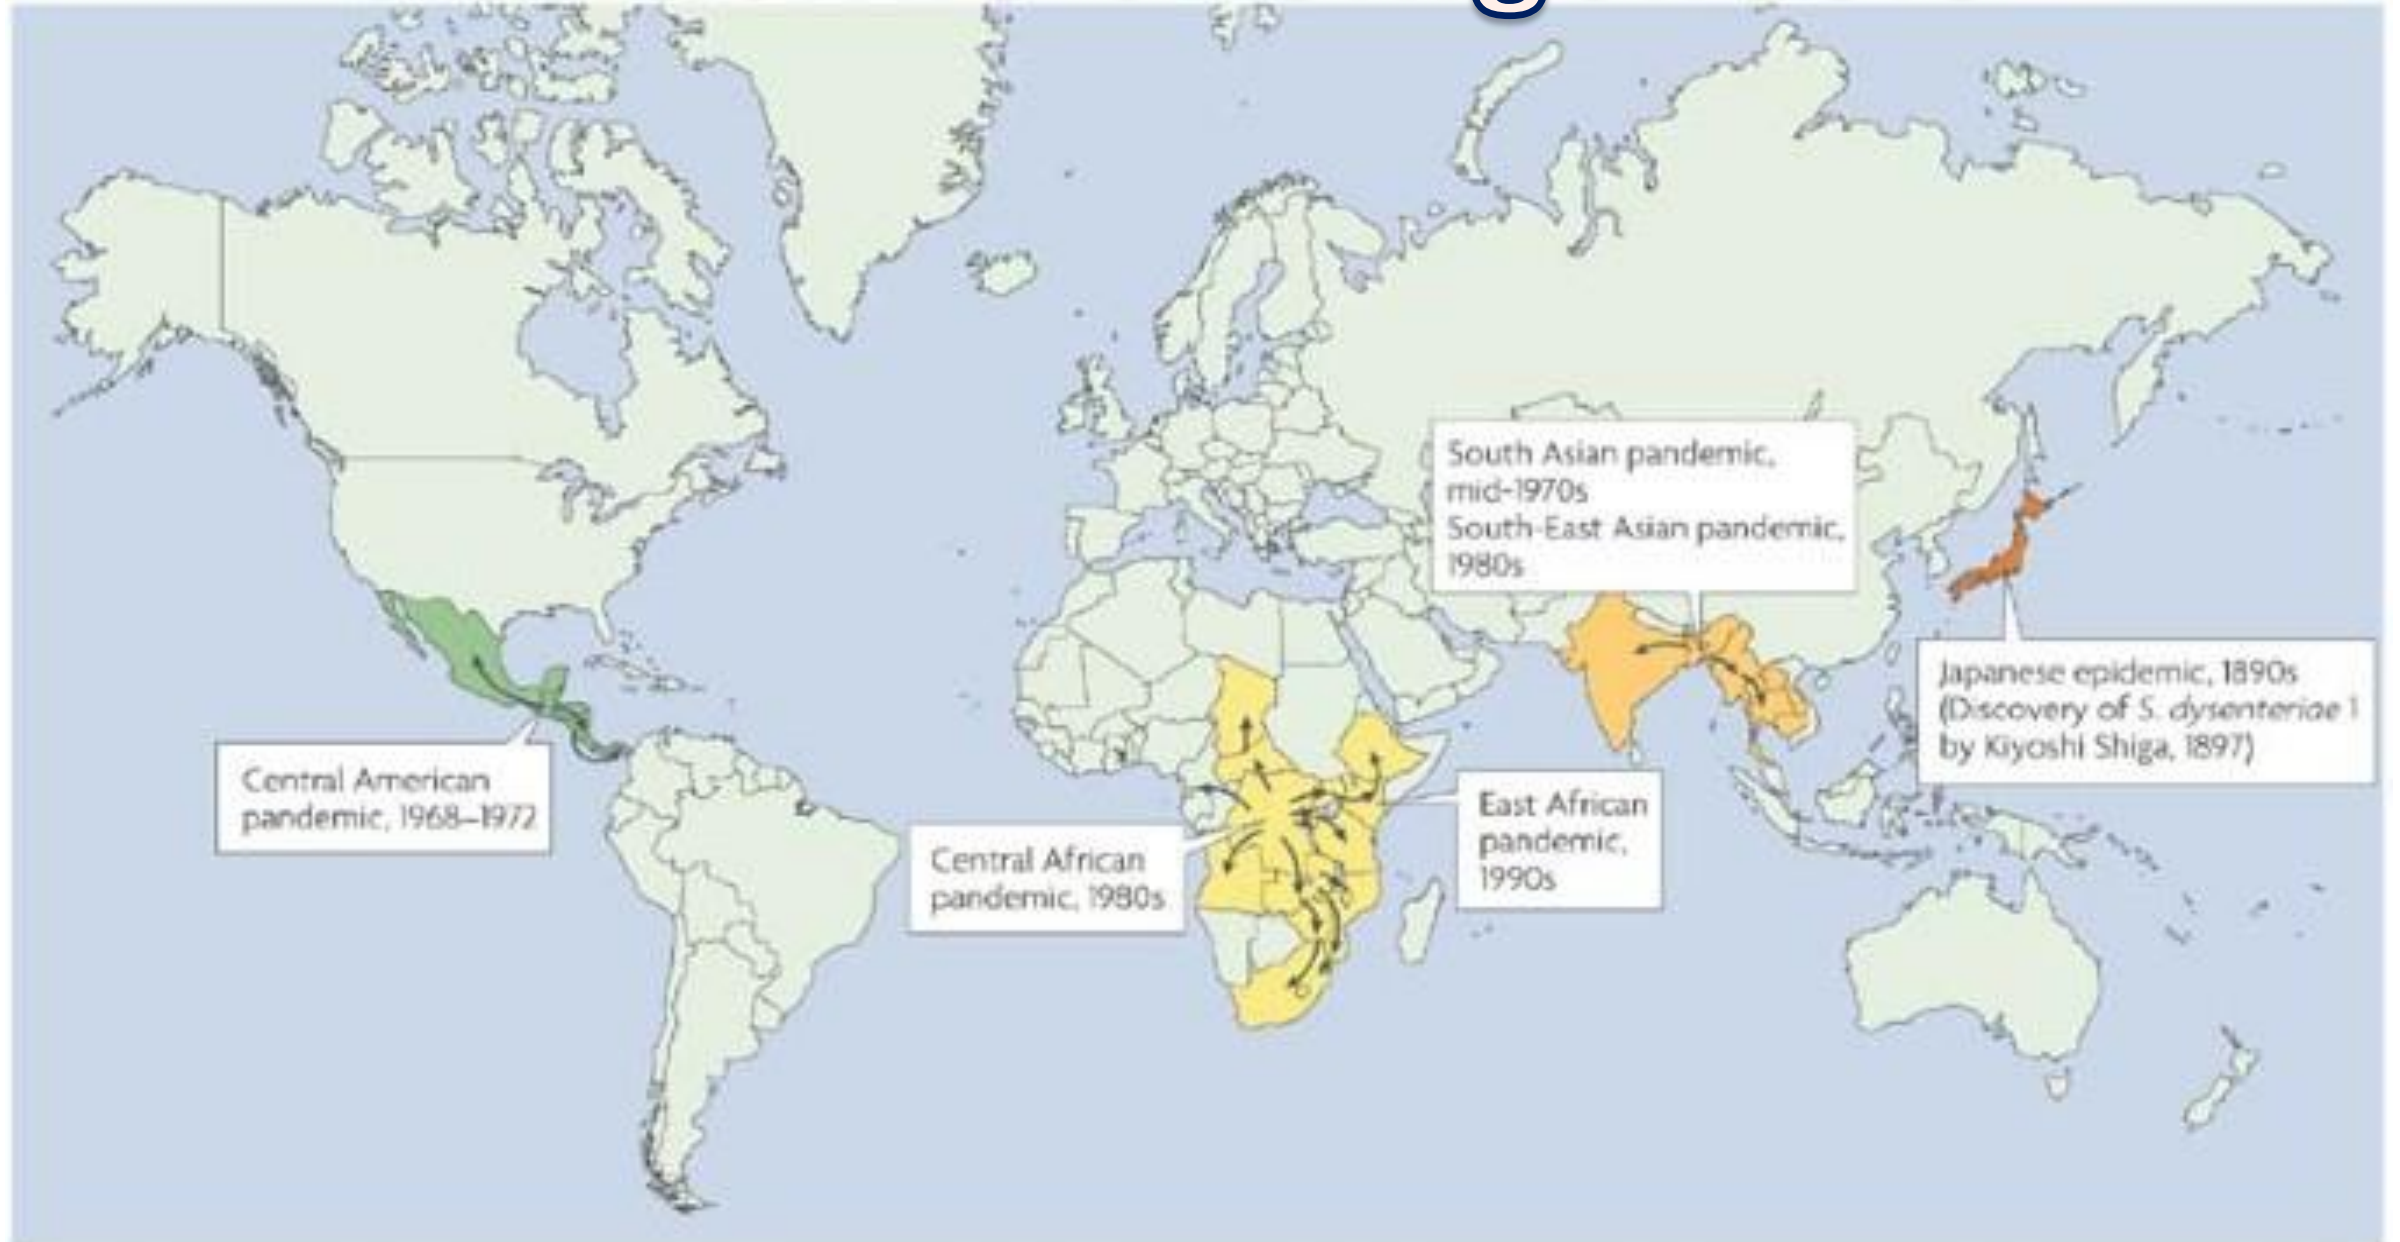 g
South Asian pandemic,
mid-1970s
South-East Asian pandemic,
1980s
Japanese epidemic, 1890s
(Discovery of S. dysenteriae 1
by Kiyoshi Shiga, 1897)
Central American
pandemic, 1968–1972
East African
pandemic,
1990s
Central African
pandemic, 1980s